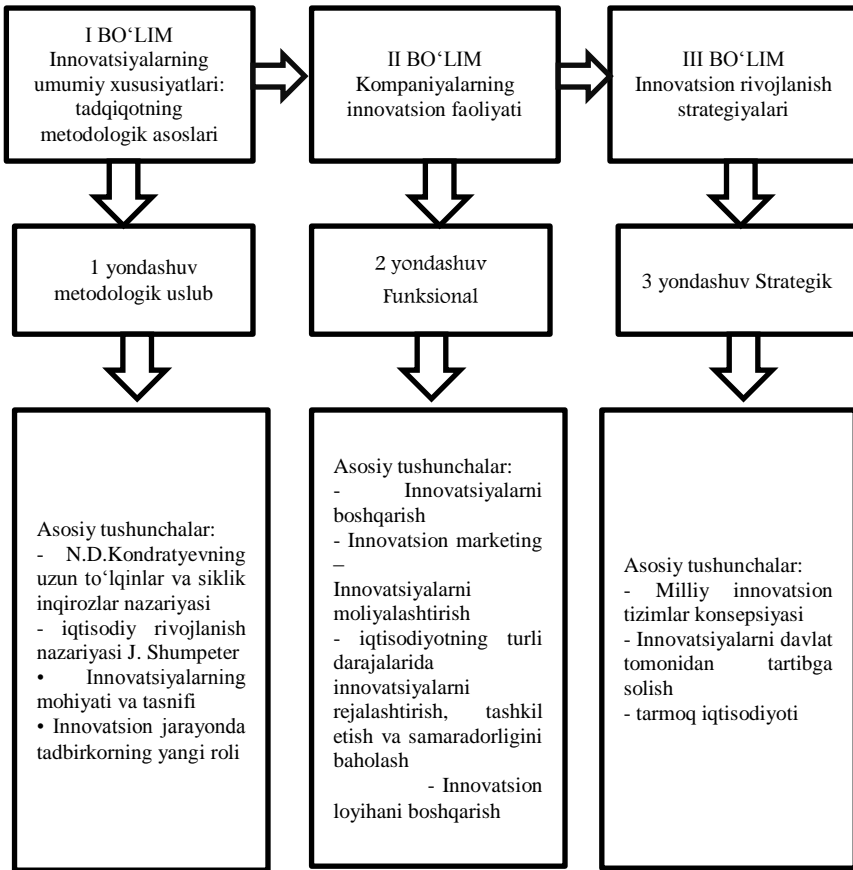 I BO‘LIM
Innovatsiyalarning
umumiy xususiyatlari:
tadqiqotning
metodologik asoslari
II BO‘LIM
Kompaniyalarning
innovatsion faoliyati
III BO‘LIM
Innovatsion rivojlanish
strategiyalari
1 yondashuv
metodologik uslub
2 yondashuv
Funksional
3 yondashuv Strategik
Asosiy tushunchalar:
- N.D.Kondratyevning
uzun to‘lqinlar va siklik
inqirozlar nazariyasi
- iqtisodiy rivojlanish
nazariyasi J. Shumpeter
• Innovatsiyalarning
mohiyati va tasnifi
• Innovatsion jarayonda
tadbirkorning yangi roli
Asosiy tushunchalar:
- Innovatsiyalarni
boshqarish
- Innovatsion marketing
–
Innovatsiyalarni
moliyalashtirish
- iqtisodiyotning turli
darajalarida
innovatsiyalarni
rejalashtirish, tashkil
etish va samaradorligini
baholash
- Innovatsion
loyihani boshqarish
Asosiy tushunchalar:
- Milliy innovatsion
tizimlar konsepsiyasi
- Innovatsiyalarni davlat
tomonidan tartibga
solish
- tarmoq iqtisodiyoti